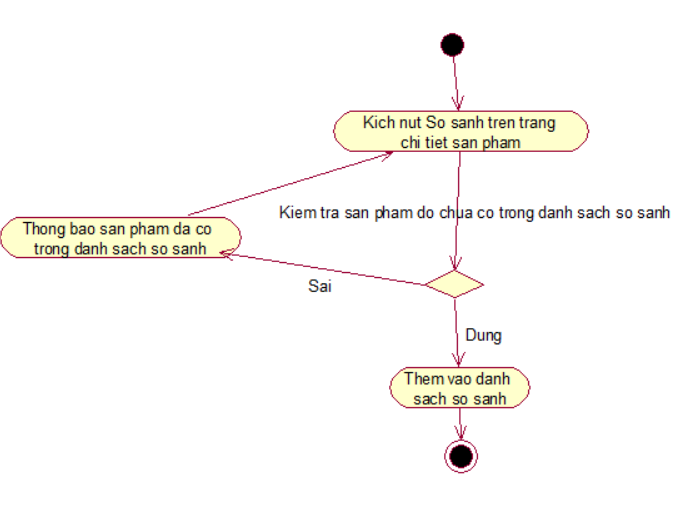 Kich nut So sanh tren trang
chi tiet san pham
Kiem tra san pham do chua co trong danh sach so sanh
Thong bao san pham da co
trong danh sach so sanh
Sai
Dung
Them vao danh
sach so sanh